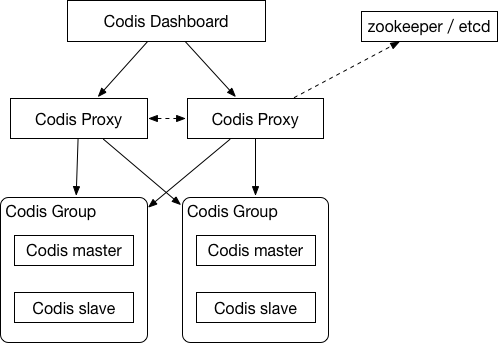 Codis Dashboard
zookeeper / etcd
Codis Proxy
Codis Proxy
Codis Group
Codis master
Codis slave
Codis Group
Codis master
Codis slave